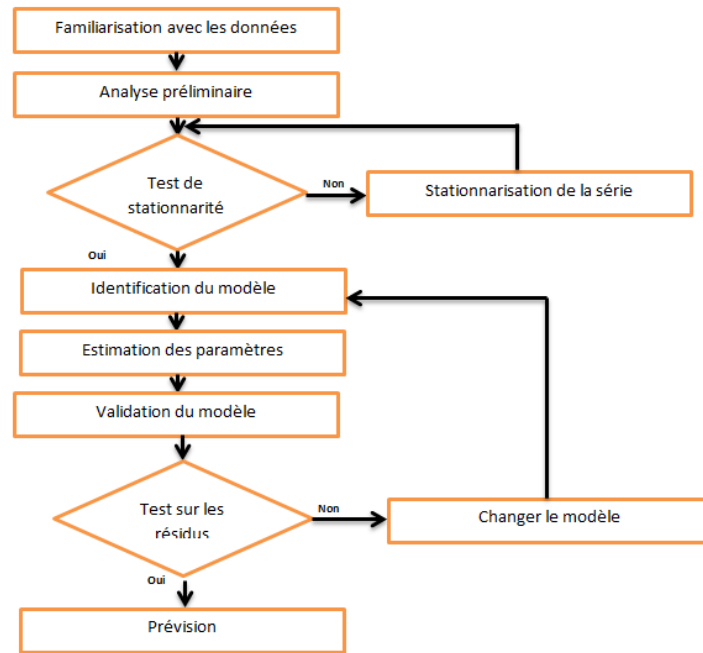 Familiarisation avec les données
Analyse préliminaire
Test de
stationnarité
Non
Stationnarisation de la série
Oui
Identification du modèle
Estimation des paramètres
Validation du modèle
Test sur les
résidus
Non
Changer le modèle
Oui
Prévision